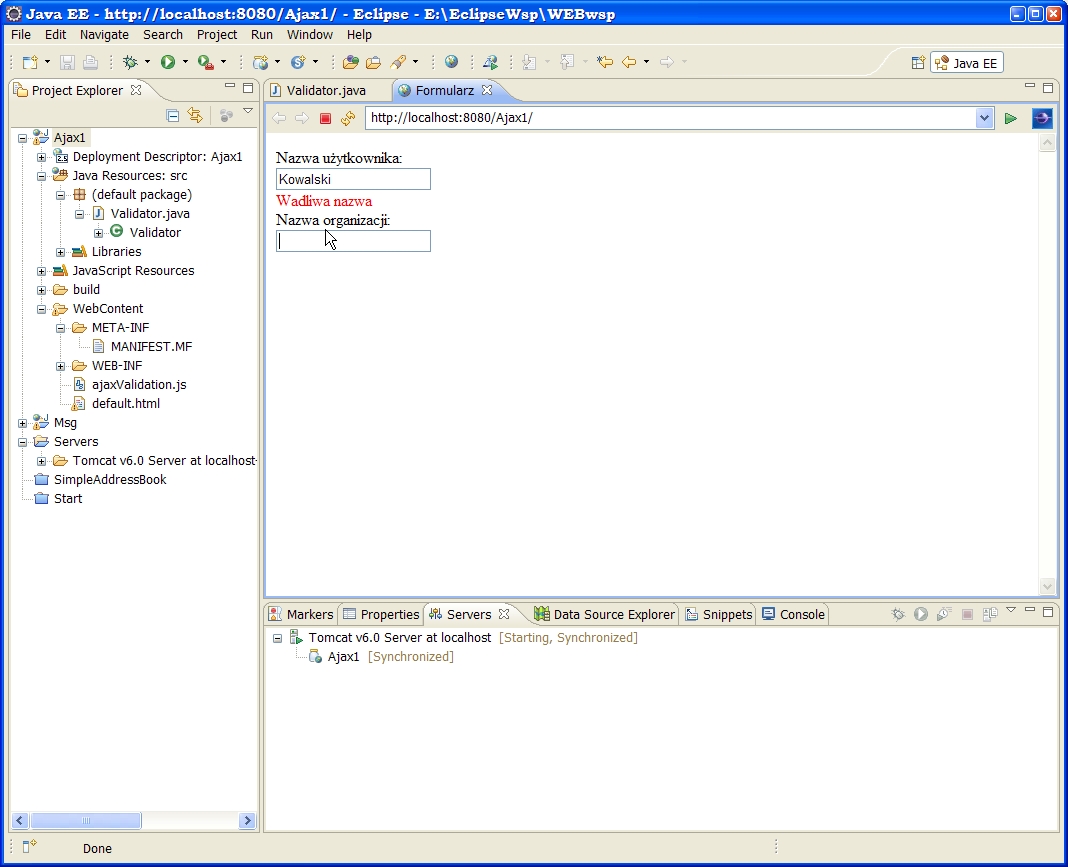 Java EE - http://localhost:8080/Ajax1/ - Eclipse - E:\EclipseWsp\WEBwsp
File Edit Navigate Search Project Run Window Help
Java EE
Project Explorer
Validator.java
Formularz
http://localhost:8080/Ajax1/
Ajax1
Deployment Descriptor: Ajax1
Java Resources: src
(default package)
Validator.java
Validator
Libraries
JavaScript Resources
build
WebContent
META-INF
MANIFEST.MF
WEB-INF
ajaxValidation.js
default.html
Msg
Servers
Tomcat v6.0 Server at localhost-
SimpleAddressBook
Start
Nazwa użytkownika:
Kowalski
Wadliwa nazwa
Nazwa organizacji:
Markers Properties Servers Data Source Explorer Snippets Console
Tomcat v6.0 Server at localhost [Starting, Synchronized]
Ajax1 [Synchronized]
Done